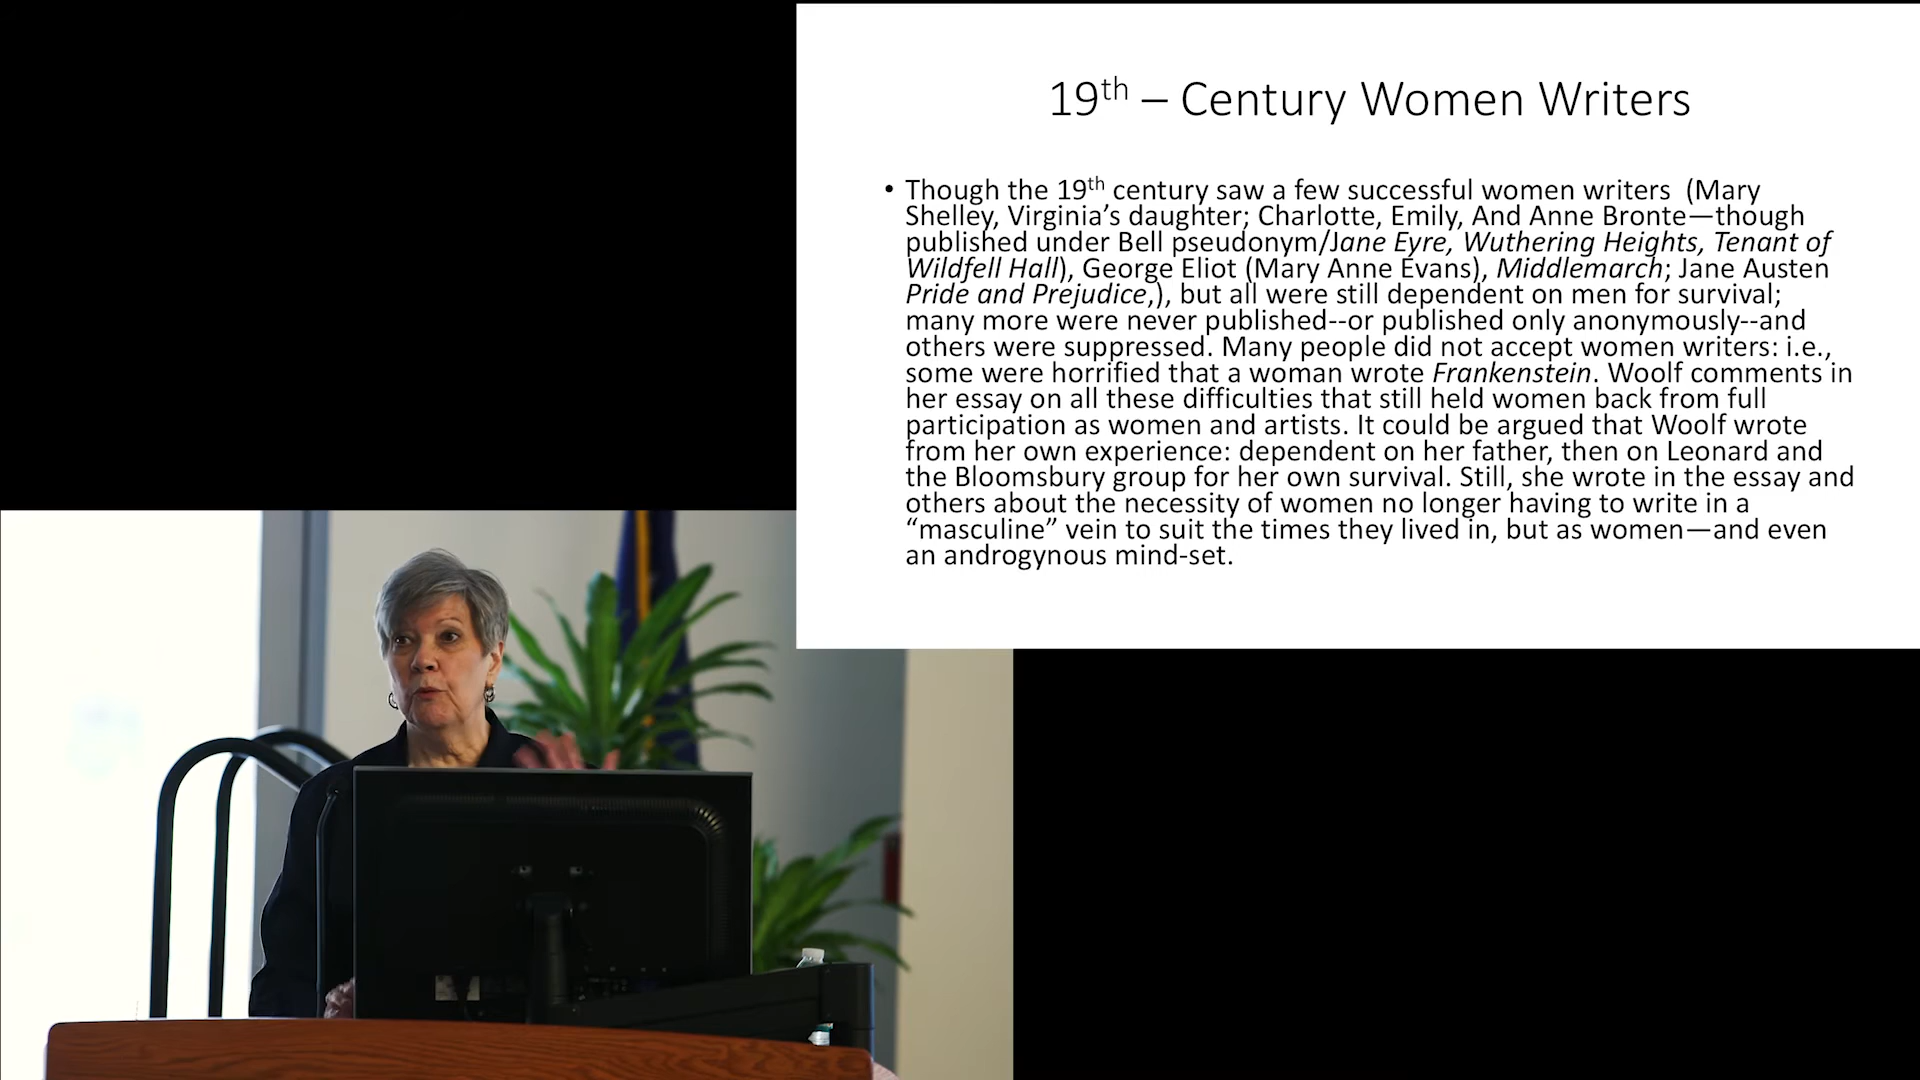 19th – Century Women Writers
• Though the 19th century saw a few successful women writers (Mary
Shelley, Virginia’s daughter; Charlotte, Emily, And Anne Bronte—though
published under Bell pseudonym/Jane Eyre, Wuthering Heights, Tenant of
Wildfell Hall), George Eliot (Mary Anne Evans), Middlemarch; Jane Austen
Pride and Prejudice,), but all were still dependent on men for survival;
many more were never published--or published only anonymously--and
others were suppressed. Many people did not accept women writers: i.e.,
some were horrified that a woman wrote Frankenstein. Woolf comments in
her essay on all these difficulties that still held women back from full
participation as women and artists. It could be argued that Woolf wrote
from her own experience: dependent on her father, then on Leonard and
the Bloomsbury group for her own survival. Still, she wrote in the essay and
others about the necessity of women no longer having to write in a
“masculine” vein to suit the times they lived in, but as women—and even
an androgynous mind-set.